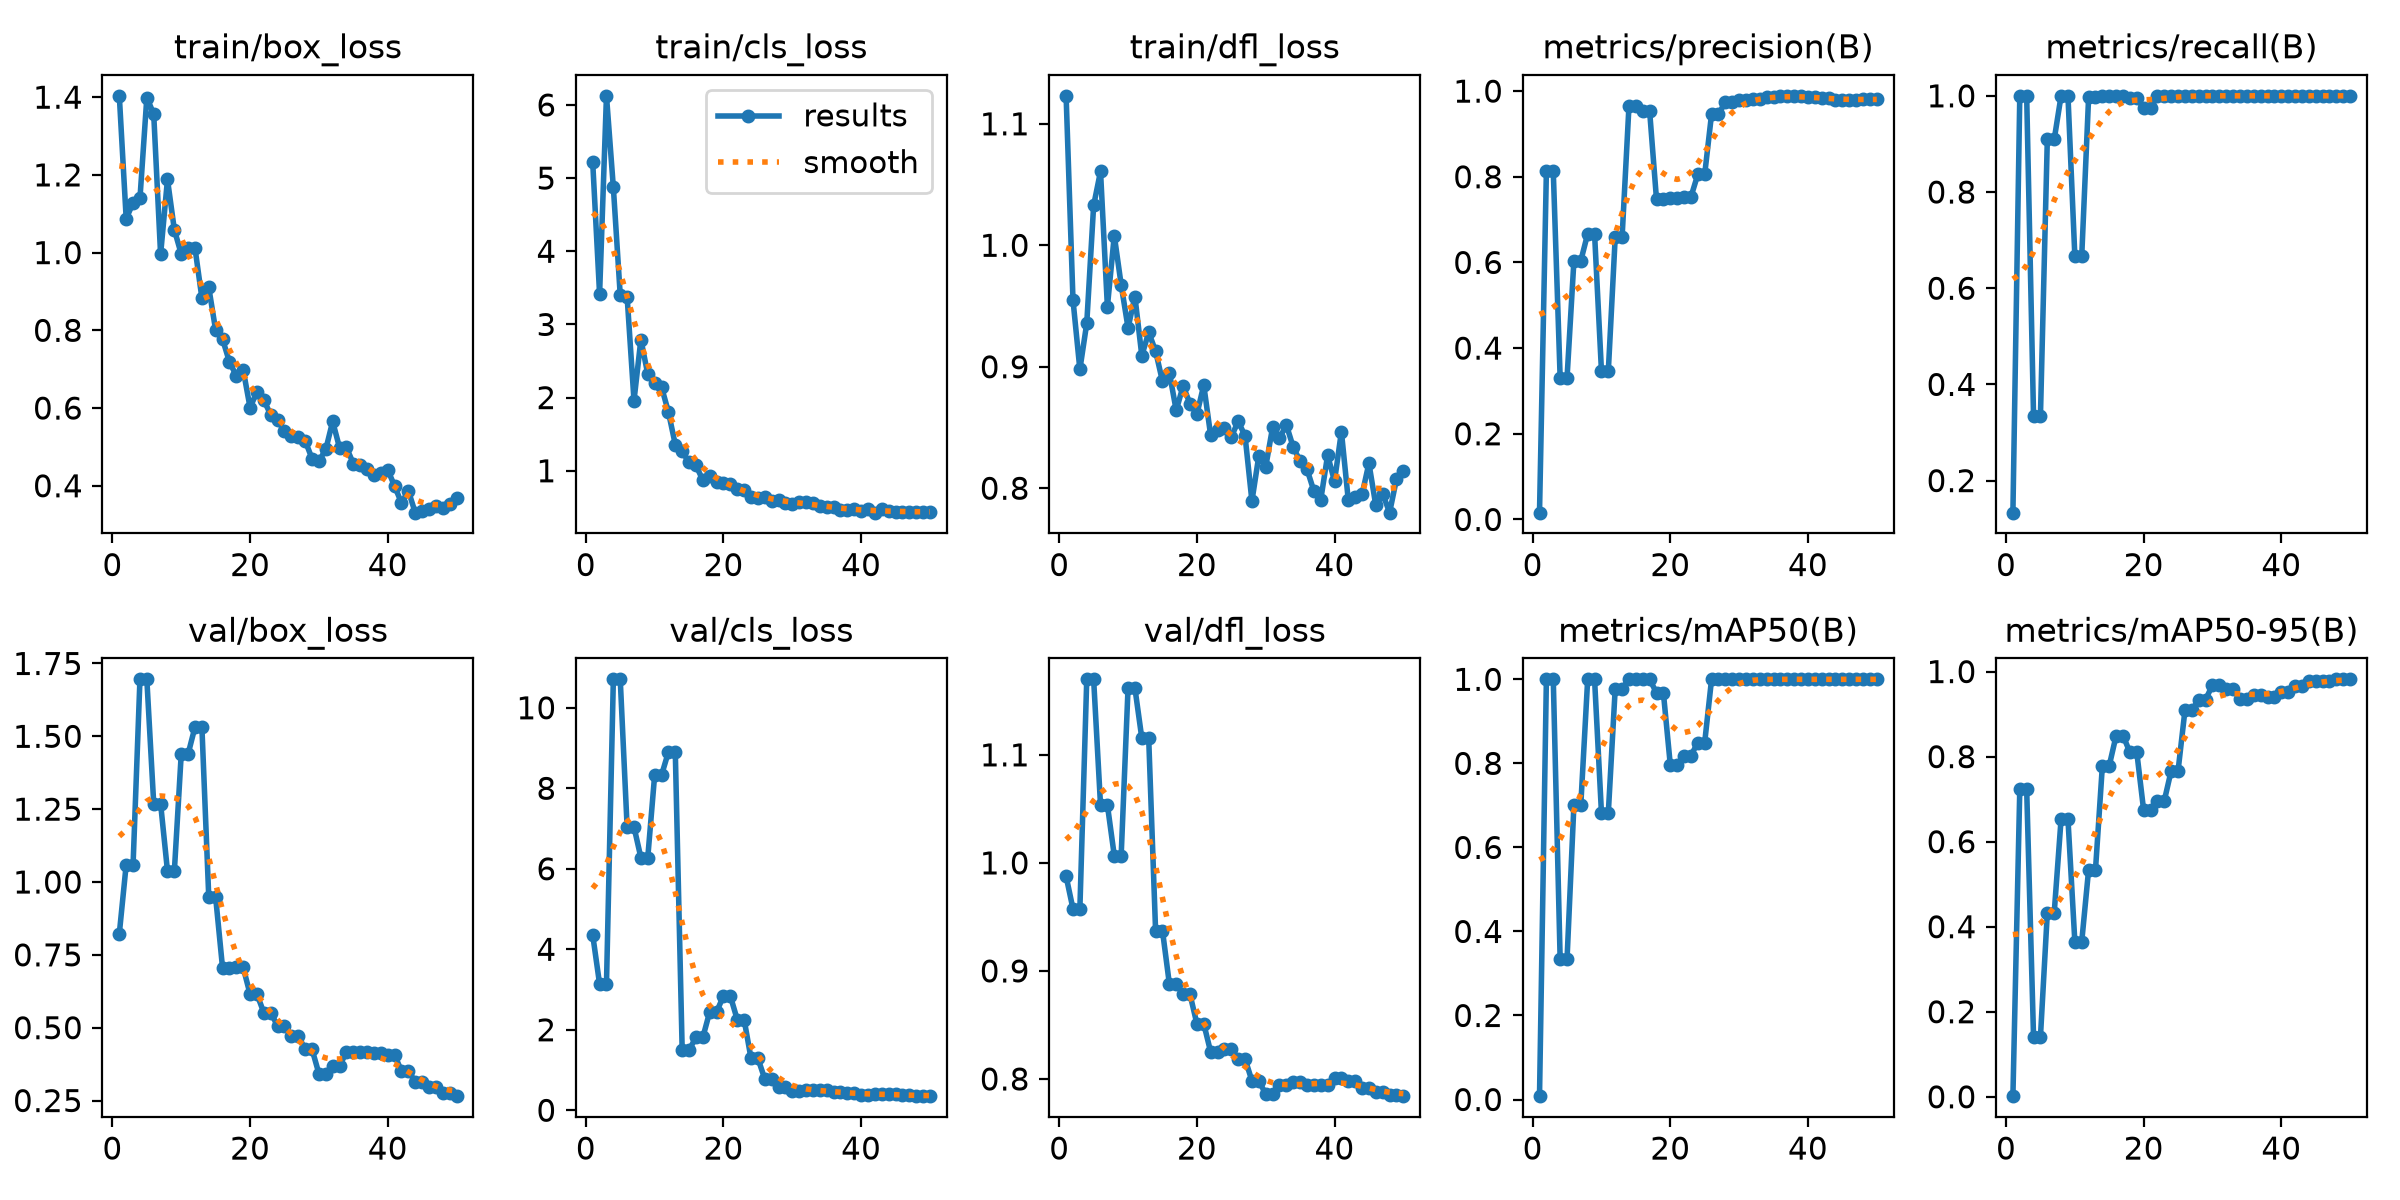 train/box_loss
1.4
1.2
1.0
0.8
0.6
0.4
0 20 40
train/cls_loss
results
smooth
6
5
4
3
2
1
0 20 40
train/dfl_loss
1.1
1.0
0.9
0.8
0 20 40
metrics/precision(B)
1.0
0.8
0.6
0.4
0.2
0.0
0 20 40
metrics/recall(B)
1.0
0.8
0.6
0.4
0.2
0 20 40
val/box_loss
1.75
1.50
1.25
1.00
0.75
0.50
0.25
0 20 40
val/cls_loss
10
8
6
4
2
0
0 20 40
val/dfl_loss
1.1
1.0
0.9
0.8
0 20 40
metrics/mAP50(B)
1.0
0.8
0.6
0.4
0.2
0.0
0 20 40
metrics/mAP50-95(B)
1.0
0.8
0.6
0.4
0.2
0.0
0 20 40